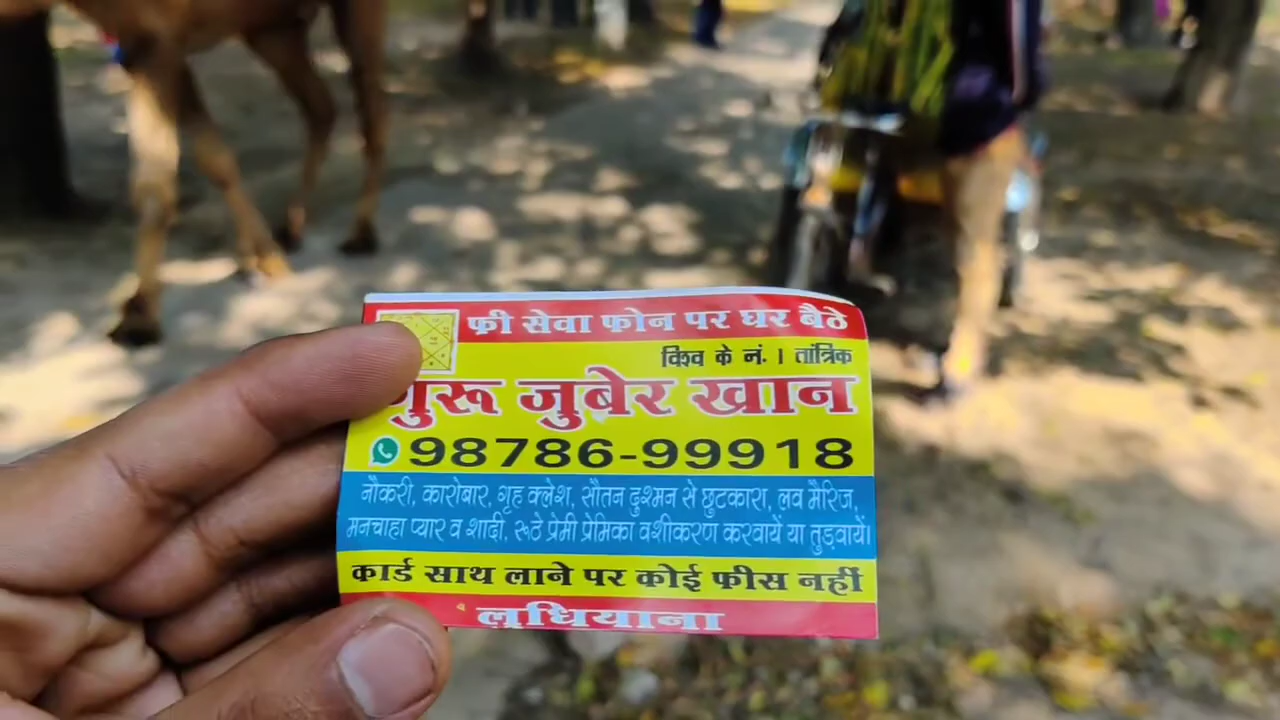 फ्री सेवा फोन पर घर बैठे
विश्व के नं. 1 तांत्रिक
गुरू जुबेर खान
98786-99918
नौकरी, कारोबार, गृह क्लेश, सौतन दुश्मन से छुटकारा, लव मैरिज,
मनचाहा प्यार व शादी, रूठे प्रेमी प्रेमिका वशीकरण करवायें या तुड़वायें।
कार्ड साथ लाने पर कोई फीस नहीं
लुधियाना